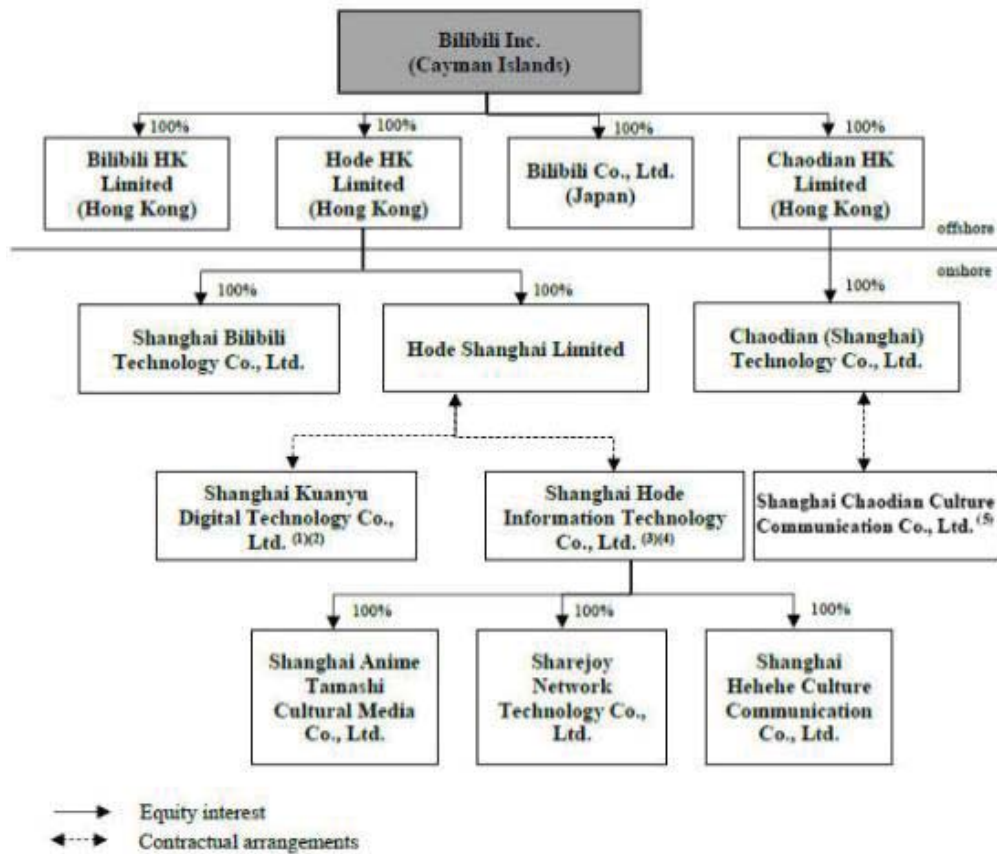 Bilibili Inc.
(Cayman Islands)
100%
100%
100%
100%
Bilibili HK
Limited
(Hong Kong)
Hode HK
Limited
(Hong Kong)
Bilibili Co., Ltd.
(Japan)
Chaodian HK
Limited
(Hong Kong)
offshore
onshore
100%
100%
100%
Shanghai Bilibili
Technology Co., Ltd.
Hode Shanghai Limited
Chaodian (Shanghai)
Technology Co., Ltd.
Shanghai Kuanyu
Digital Technology Co.,
Ltd. (1)(2)
Shanghai Hode
Information Technology
Co., Ltd. (3)(4)
Shanghai Chaodian Culture
Communication Co., Ltd. (5)
100%
100%
100%
Shanghai Anime
Tamashi
Cultural Media
Co., Ltd.
Sharejoy
Network
Technology Co.,
Ltd.
Shanghai
Hehehe Culture
Communication
Co., Ltd.
Equity interest
Contractual arrangements